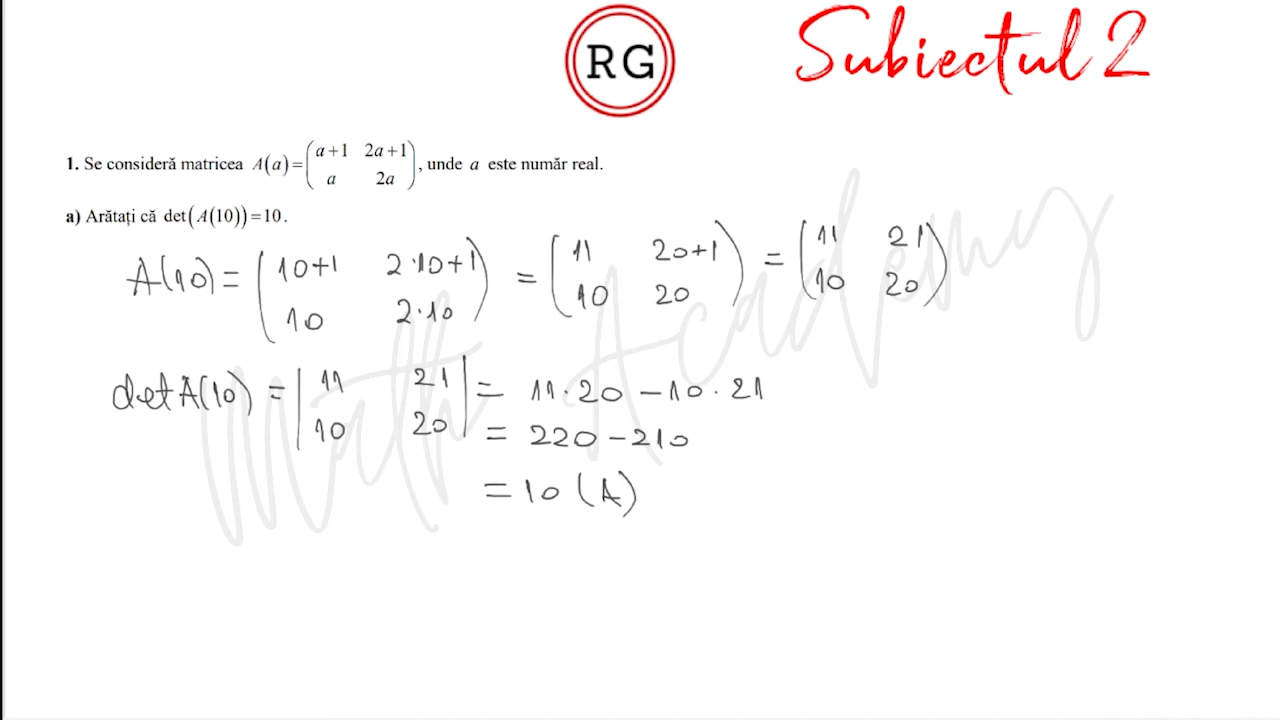 RG
Subiectul 2
1. Se consideră matricea A(a) = (a+1 2a+1
a 2a), unde a este număr real.
a) Arătați că det(A(10)) = 10.
A(10) = (10+1 2·10+1
10 2·10) = (11 20+1
10 20) = (11 21
10 20)
det A(10) = |11 21
10 20| = 11·20 − 10·21
= 220 − 210
= 10 (A)
Math Academy